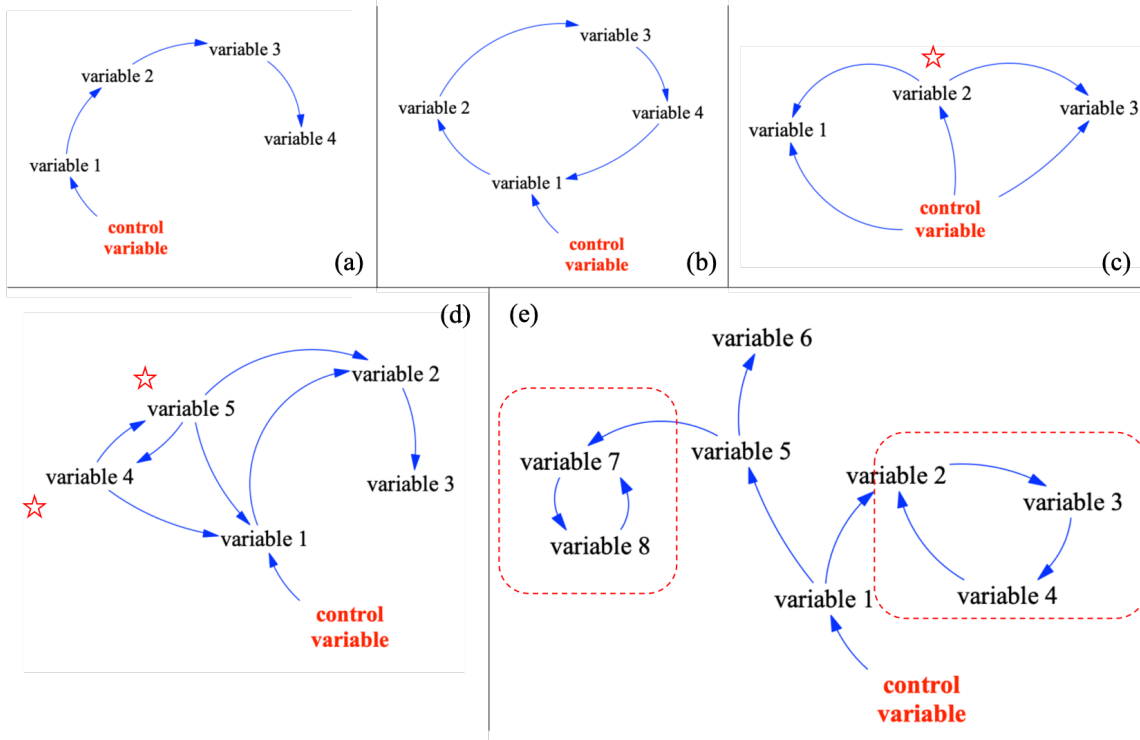 variable 3
variable 2
variable 4
variable 1
control
variable
(a)
variable 3
variable 2
variable 4
variable 1
control
variable
(b)
variable 2
variable 3
variable 1
control
variable
(c)
(d)
variable 2
variable 5
variable 4
variable 3
variable 1
control
variable
(e)
variable 6
variable 5
variable 7
variable 2
variable 3
variable 8
variable 1
variable 4
control
variable